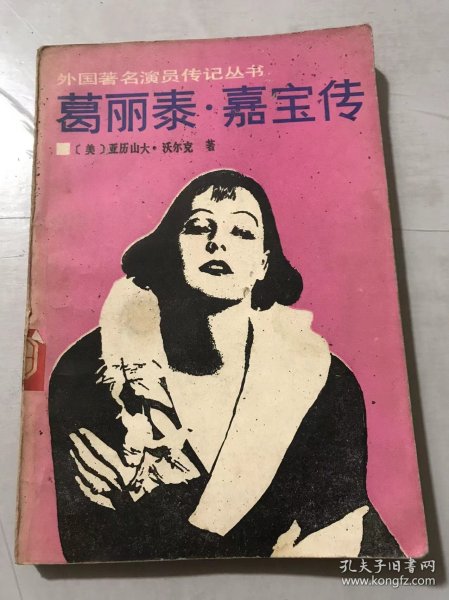 外国著名演员传记丛书
葛丽泰·嘉宝传
〔美〕亚历山大·沃尔克 著
孔夫子旧书网
www.kongfz.com